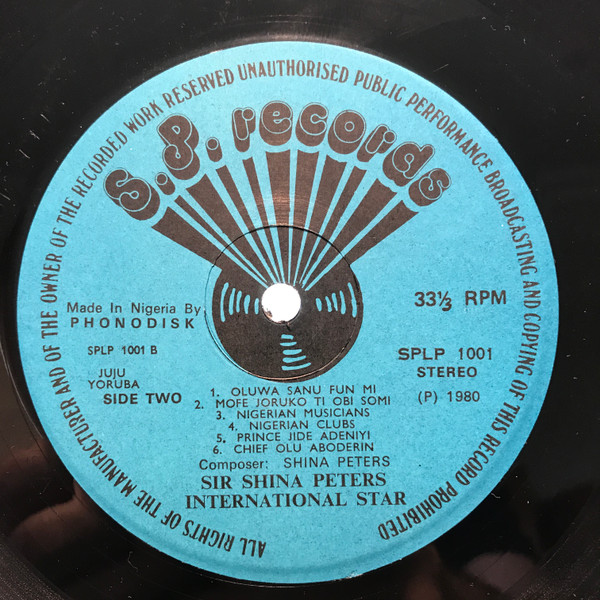 ALL RIGHTS OF THE MANUFACTURER AND OF THE OWNER OF THE RECORDED WORK RESERVED UNAUTHORISED PUBLIC PERFORMANCE BROADCASTING AND COPYING OF THIS RECORD PROHIBITED
S.P. records
Made In Nigeria By
PHONODISK
SPLP 1001 B
JUJU
YORUBA
SIDE TWO
33⅓ RPM
SPLP 1001
STEREO
(P) 1980
1. OLUWA SANU FUN MI
2. MOFE JORUKO TI OBI SOMI
3. NIGERIAN MUSICIANS
4. NIGERIAN CLUBS
5. PRINCE JIDE ADENIYI
6. CHIEF OLU ABODERIN
Composer: SHINA PETERS
SIR SHINA PETERS
INTERNATIONAL STAR